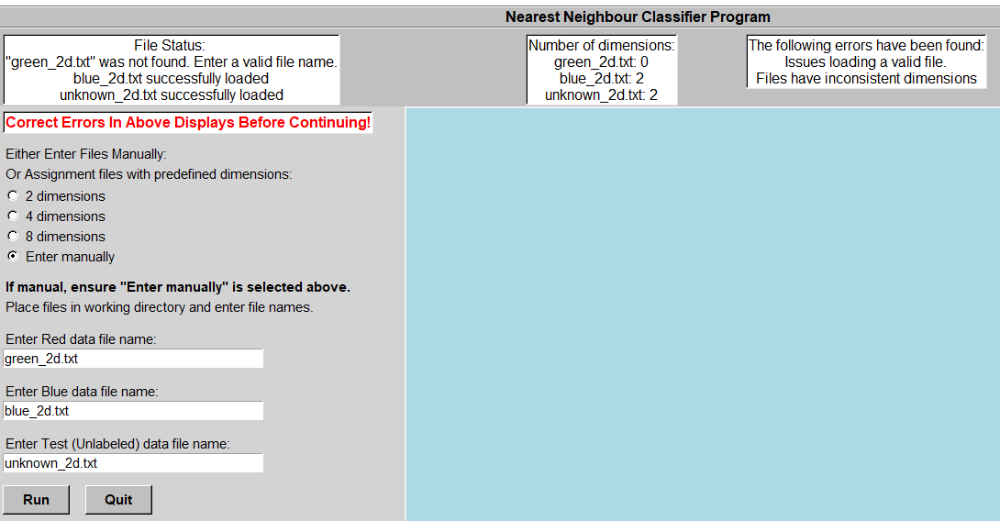 Nearest Neighbour Classifier Program
File Status:
"green_2d.txt" was not found. Enter a valid file name.
blue_2d.txt successfully loaded
unknown_2d.txt successfully loaded
Number of dimensions:
green_2d.txt: 0
blue_2d.txt: 2
unknown_2d.txt: 2
The following errors have been found:
Issues loading a valid file.
Files have inconsistent dimensions
Correct Errors In Above Displays Before Continuing!
Either Enter Files Manually:
Or Assignment files with predefined dimensions:
2 dimensions
4 dimensions
8 dimensions
Enter manually
If manual, ensure "Enter manually" is selected above.
Place files in working directory and enter file names.
Enter Red data file name:
green_2d.txt
Enter Blue data file name:
blue_2d.txt
Enter Test (Unlabeled) data file name:
unknown_2d.txt
Run
Quit